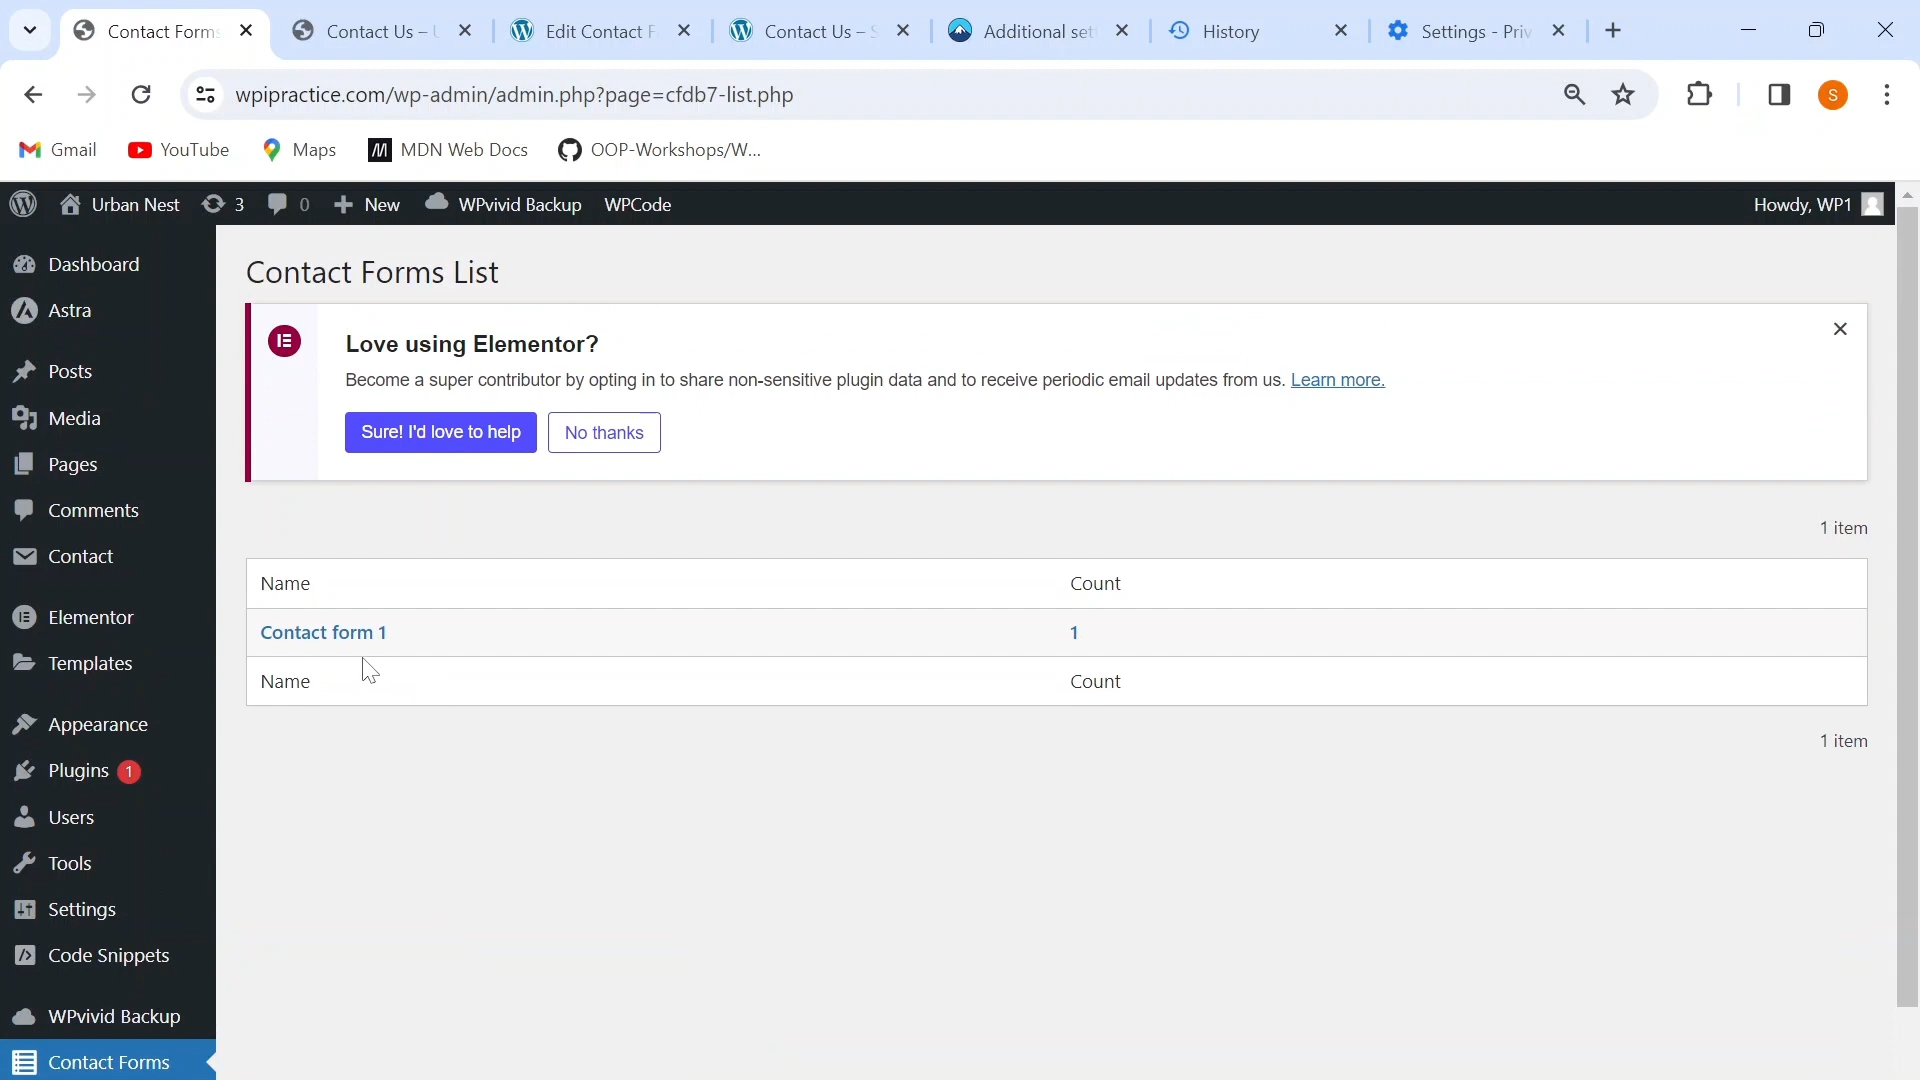 Contact Forms
Contact Us –
Edit Contact F
Contact Us – S
Additional set
History
Settings - Priv
wpipractice.com/wp-admin/admin.php?page=cfdb7-list.php
S
Gmail
YouTube
Maps
MDN Web Docs
OOP-Workshops/W...
Urban Nest
3
0
New
WPvivid Backup
WPCode
Howdy, WP1
Dashboard
Astra
Posts
Media
Pages
Comments
Contact
Elementor
Templates
Appearance
Plugins 1
Users
Tools
Settings
Code Snippets
WPvivid Backup
Contact Forms
Contact Forms List
Love using Elementor?
Become a super contributor by opting in to share non-sensitive plugin data and to receive periodic email updates from us. Learn more.
Sure! I'd love to help
No thanks
1 item
Name Count
Contact form 1 1
Name Count
1 item